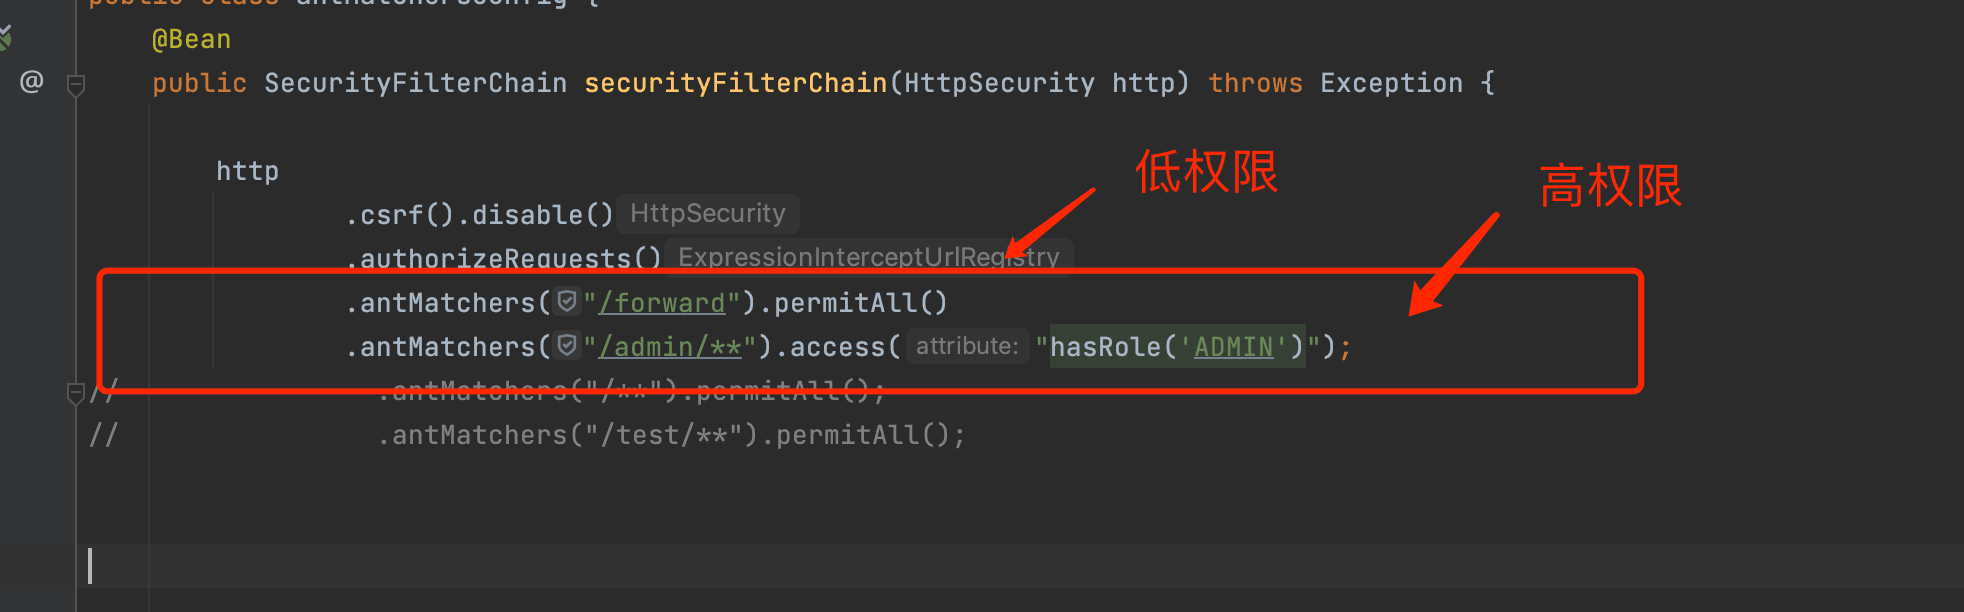 @Bean
@
public SecurityFilterChain securityFilterChain(HttpSecurity http) throws Exception {
低权限
高权限
http
.csrf().disable() HttpSecurity
.authorizeRequests() ExpressionInterceptUrlRegistry
.antMatchers("/forward").permitAll()
.antMatchers("/admin/**").access( attribute: "hasRole('ADMIN')");
// .antMatchers("/**").permitAll();
// .antMatchers("/test/**").permitAll();